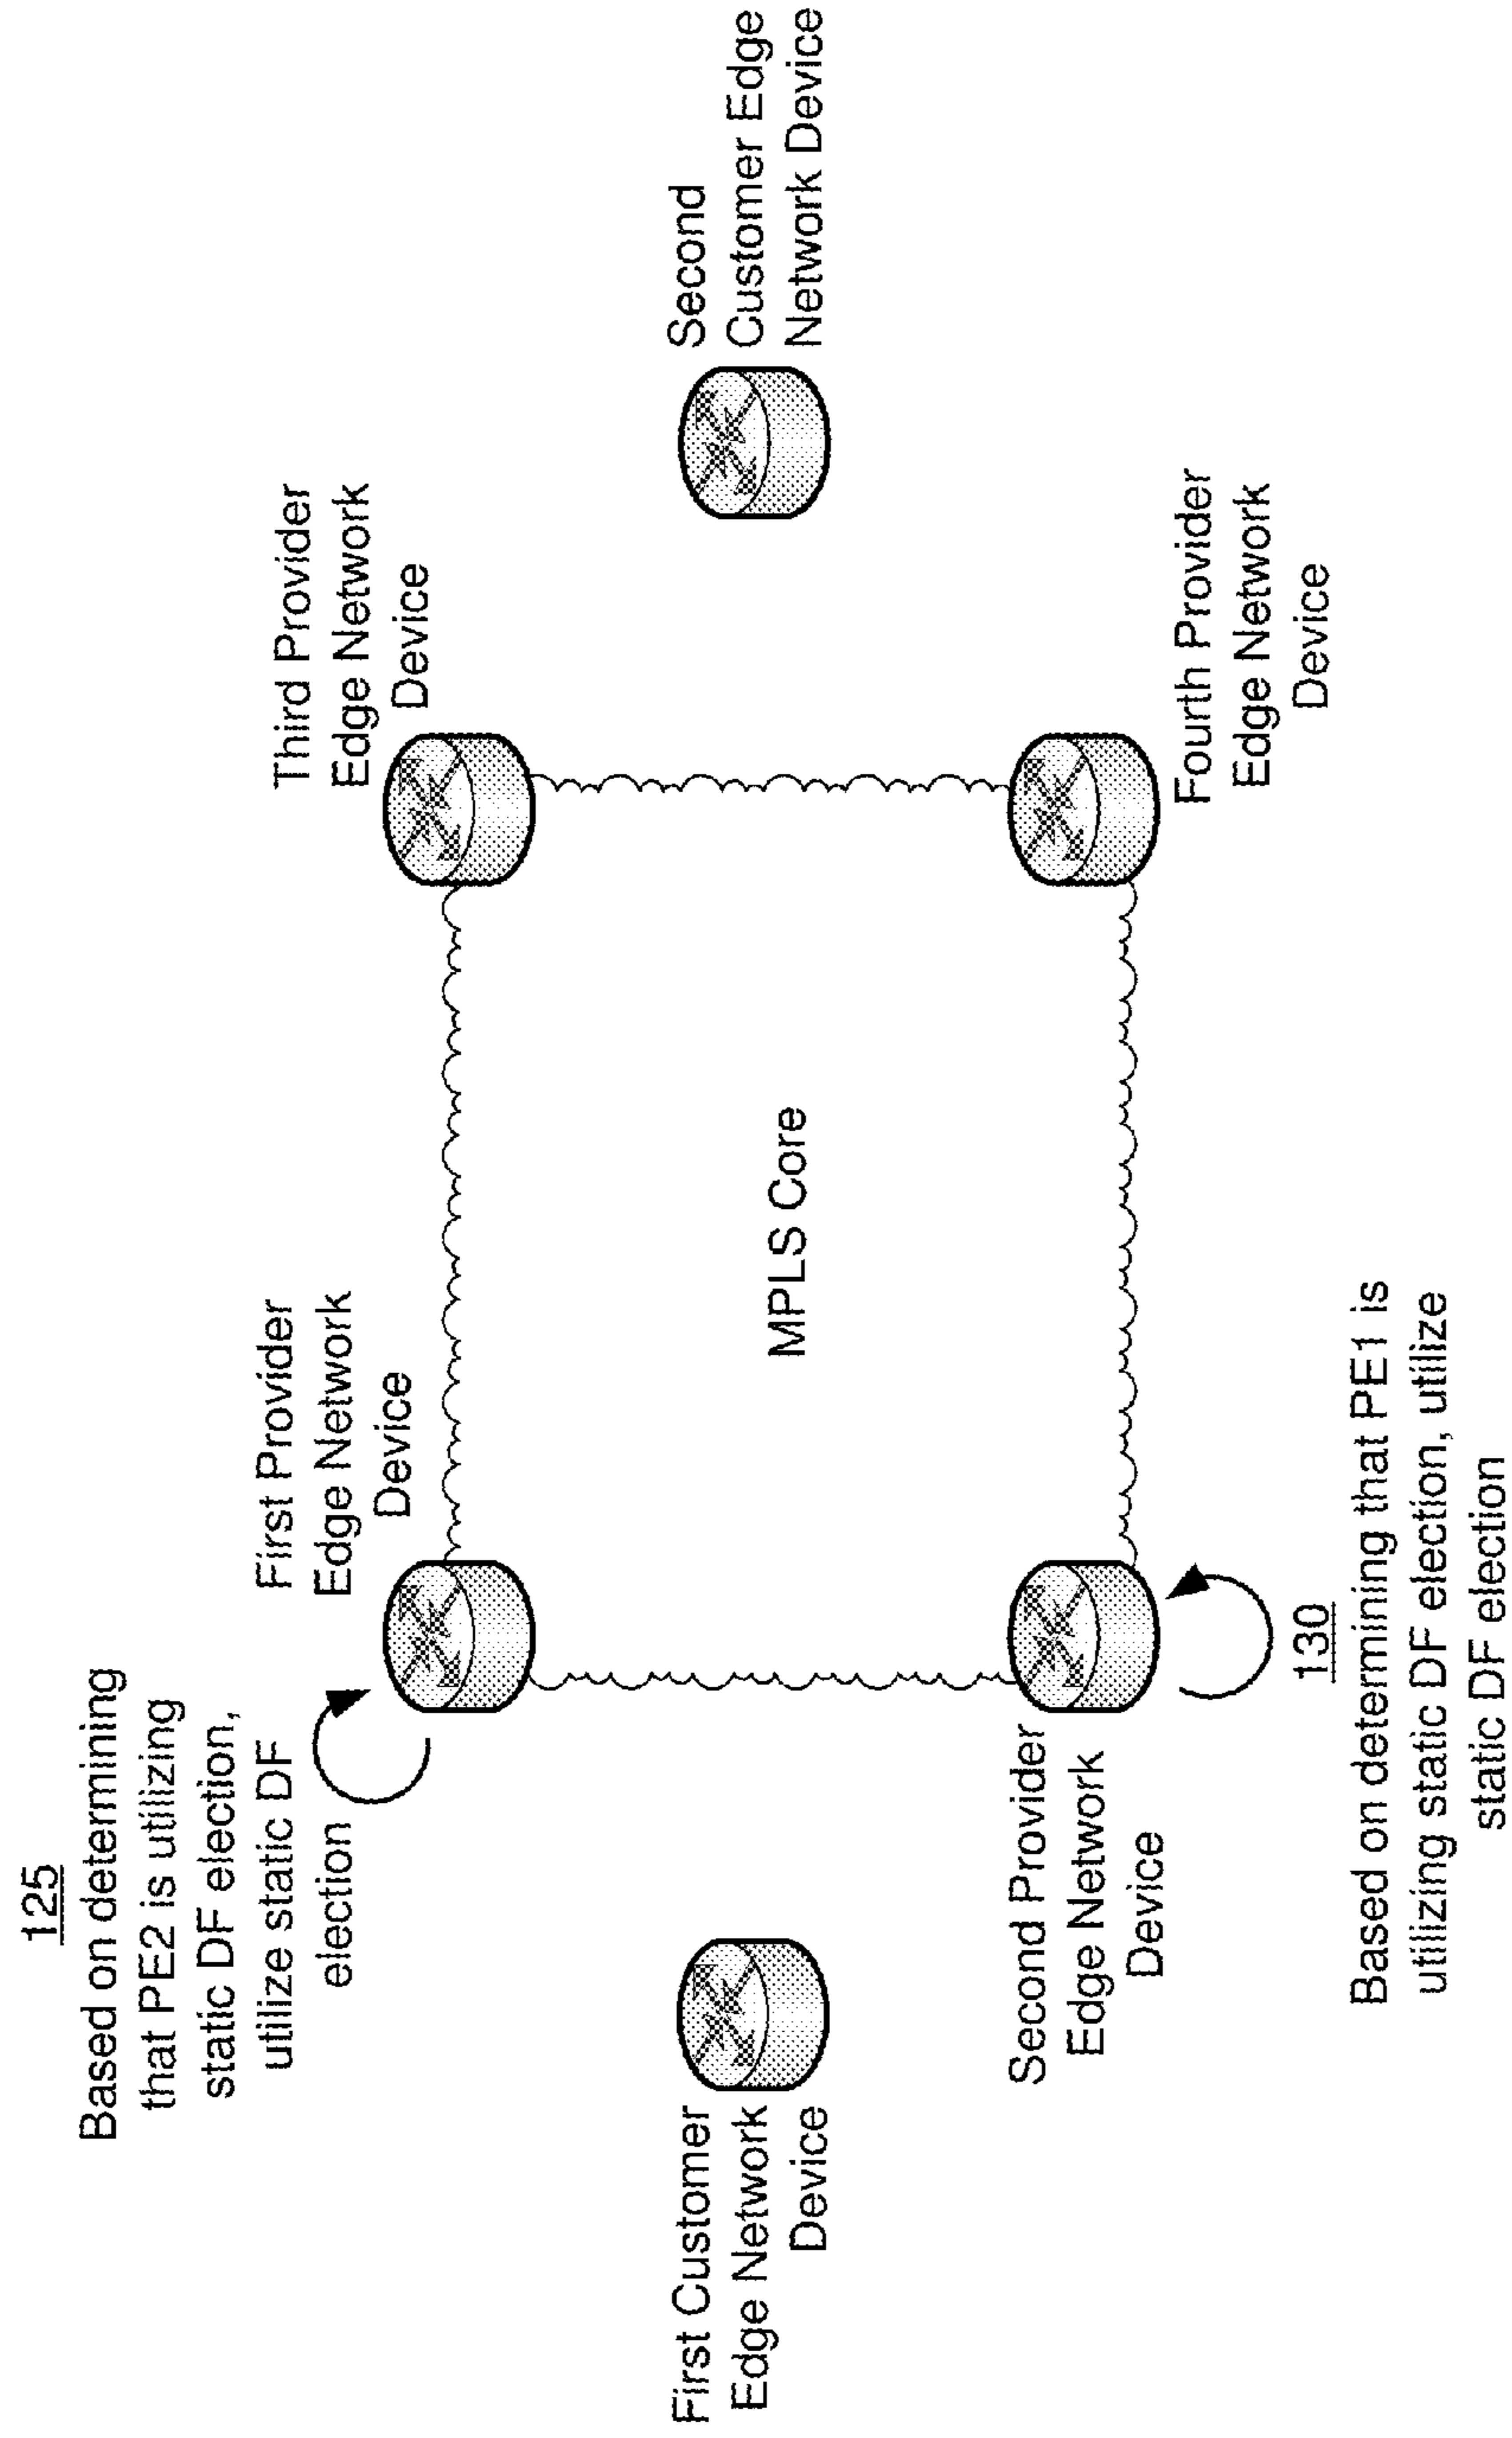 125
Based on determining
that PE2 is utilizing
static DF election,
utilize static DF
election
First Provider
Edge Network
Device
Third Provider
Edge Network
Device
First Customer
Edge Network
Device
MPLS Core
Second
Customer Edge
Network Device
Second Provider
Edge Network
Device
Fourth Provider
Edge Network
Device
130
Based on determining that PE1 is
utilizing static DF election, utilize
static DF election